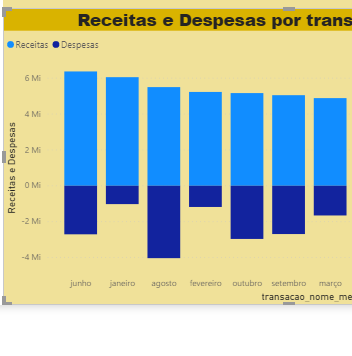 Receitas e Despesas por trans
Receitas Despesas
Receitas e Despesas
6 Mi
4 Mi
2 Mi
0 Mi
-2 Mi
-4 Mi
junho janeiro agosto fevereiro outubro setembro março
transacao_nome_me